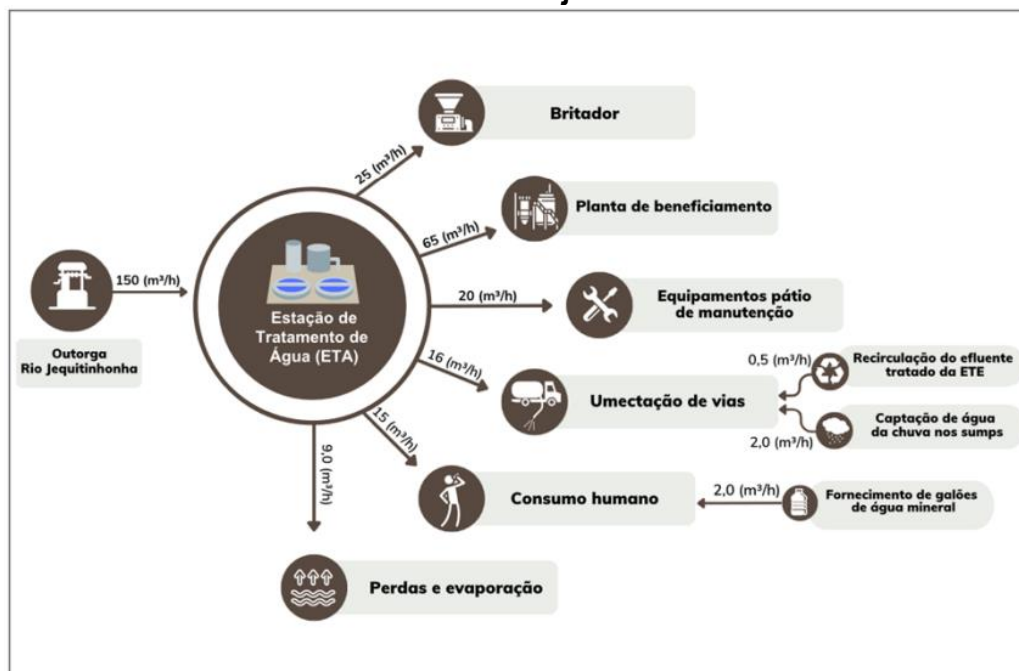 Britador
25 (m³/h)
Planta de beneficiamento
65 (m³/h)
150 (m³/h)
Outorga
Rio Jequitinhonha
Estação de
Tratamento de
Água (ETA)
20 (m³/h)
Equipamentos pátio
de manutenção
16 (m³/h)
Umectação de vias
0,5 (m³/h)
Recirculação do efluente
tratado da ETE
2,0 (m³/h)
Captação de água
da chuva nos sumps
15 (m³/h)
Consumo humano
2,0 (m³/h)
Fornecimento de galões
de água mineral
9,0 (m³/h)
Perdas e evaporação